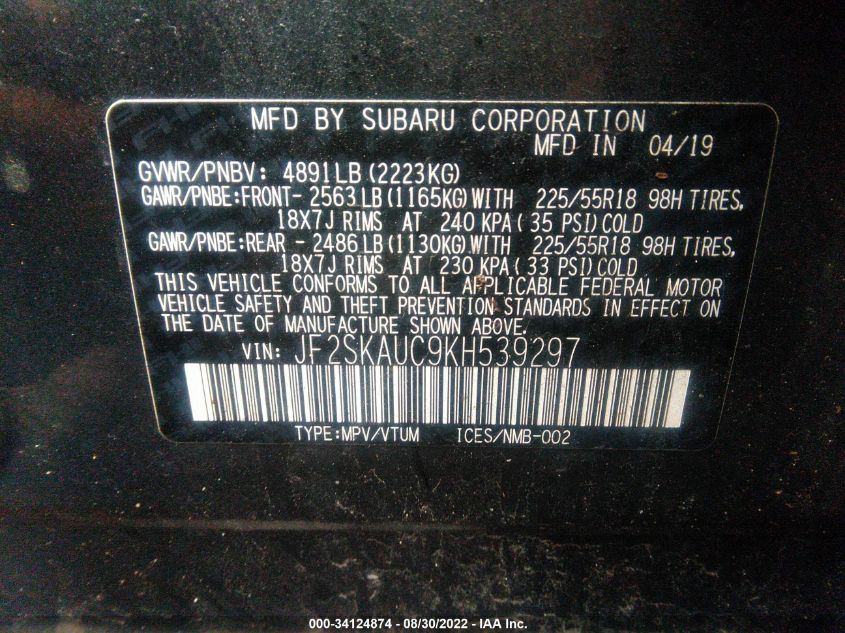 MFD BY SUBARU CORPORATION
MFD IN 04/19
GVWR/PNBV: 4891LB (2223KG)
GAWR/PNBE:FRONT- 2563 LB (1165KG)WITH 225/55R18 98H TIRES,
18X7J RIMS AT 240 KPA ( 35 PSI) COLD
GAWR/PNBE:REAR - 2486 LB (1130KG)WITH 225/55R18 98H TIRES,
18X7J RIMS AT 230 KPA ( 33 PSI) COLD
THIS VEHICLE CONFORMS TO ALL APPLICABLE FEDERAL MOTOR
VEHICLE SAFETY AND THEFT PREVENTION STANDARDS IN EFFECT ON
THE DATE OF MANUFACTURE SHOWN ABOVE.
VIN: JF2SKAUC9KH539297
TYPE:MPV/VTUM ICES/NMB-002
000-34124874 - 08/30/2022 - IAA Inc.